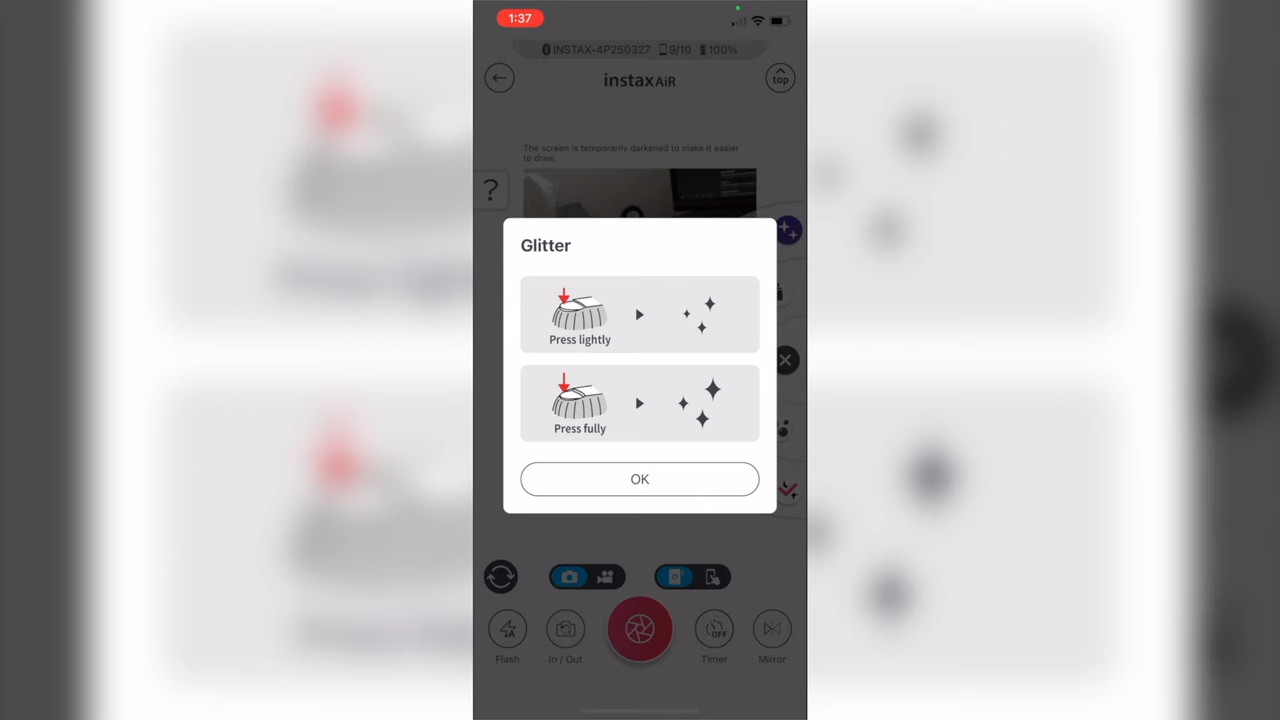 1:37
INSTAX-4P250327 9/10 100%
instax AiR
top
The screen is temporarily darkened to make it easier
to draw.
?
Glitter
Press lightly
Press fully
OK
A
OFF
Flash
In / Out
Timer
Mirror